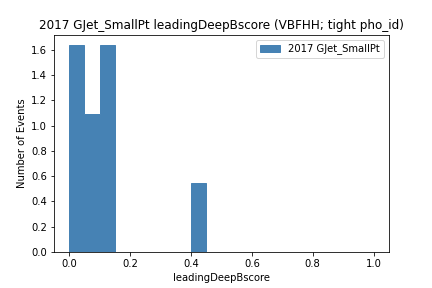 2017 GJet_SmallPt leadingDeepBscore (VBFHH; tight pho_id)
2017 GJet_SmallPt
1.6
1.4
1.2
1.0
0.8
0.6
0.4
0.2
0.0
Number of Events
0.0 0.2 0.4 0.6 0.8 1.0
leadingDeepBscore